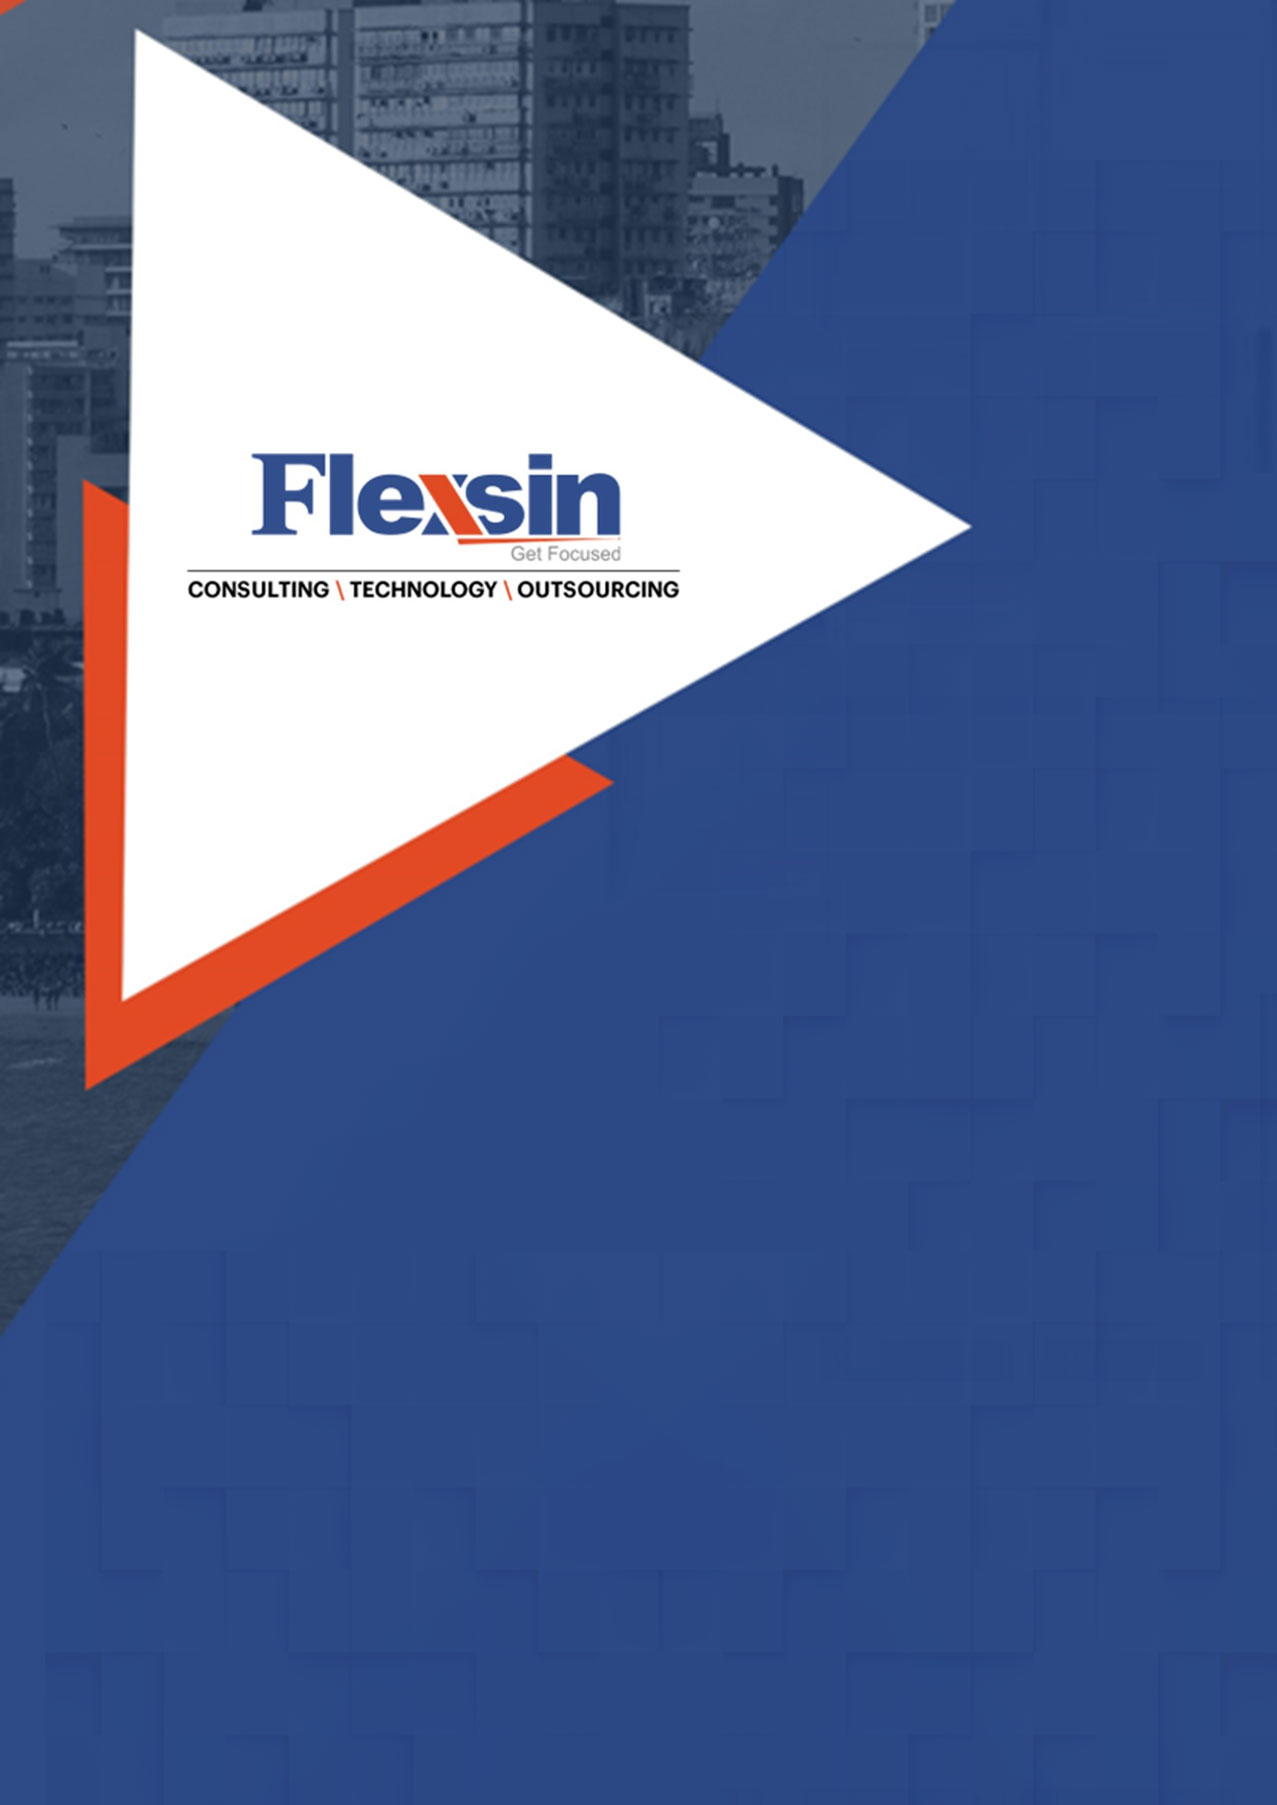 Flexsin
Get Focused
CONSULTING \ TECHNOLOGY \ OUTSOURCING